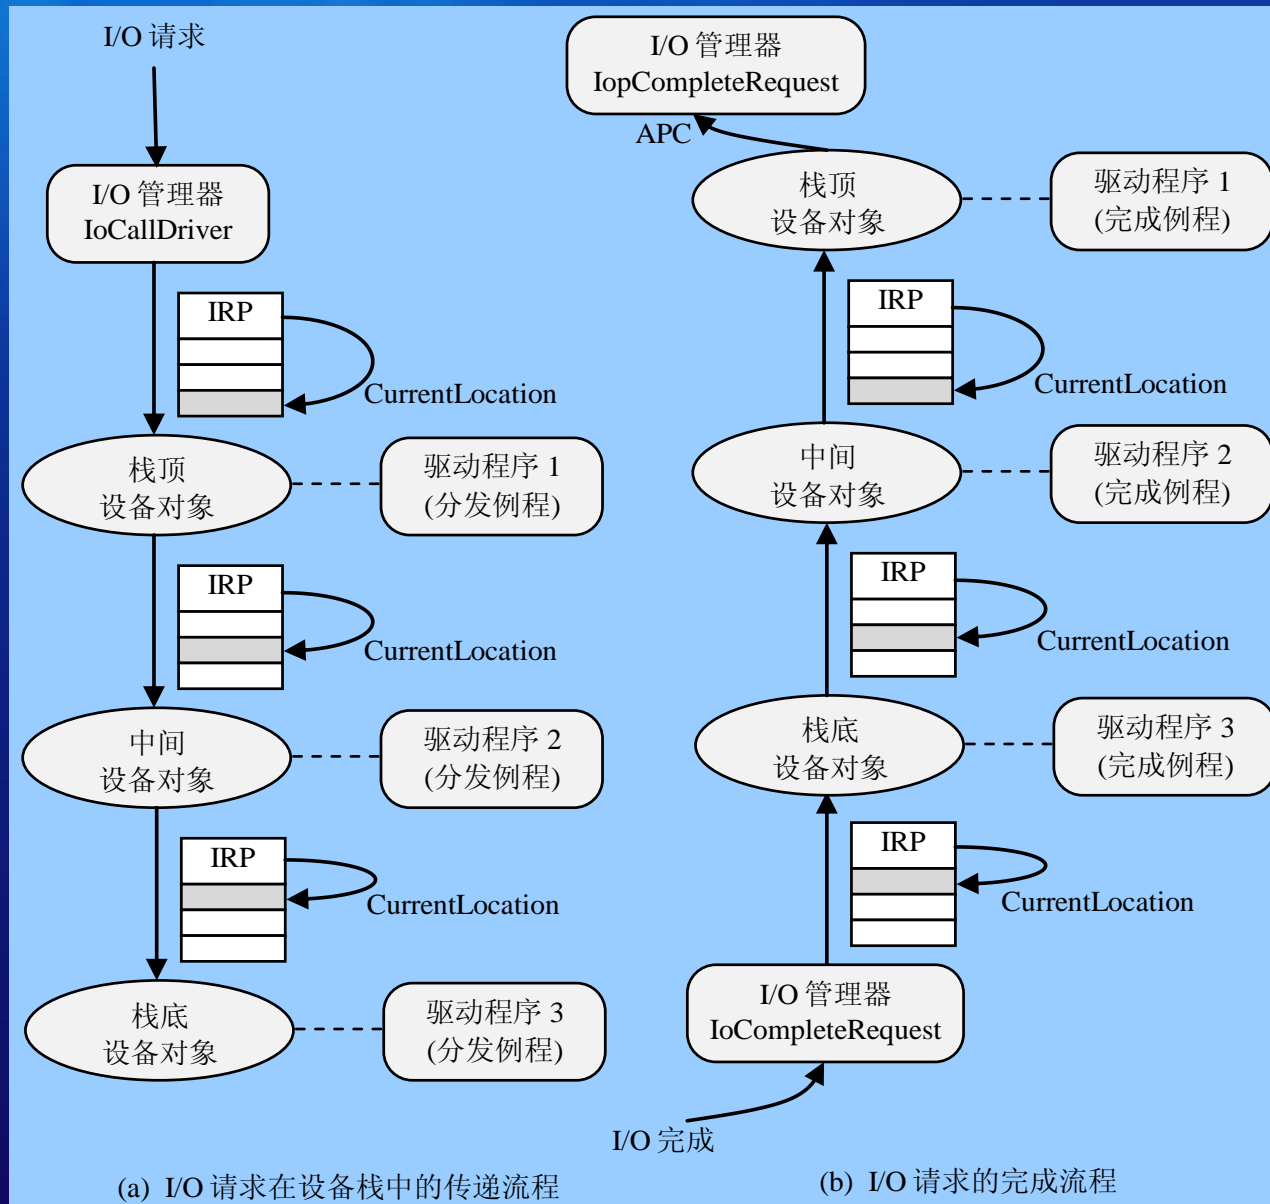 I/O 请求
I/O 管理器
IoCallDriver
IRP
CurrentLocation
栈顶
设备对象
驱动程序 1
(分发例程)
IRP
CurrentLocation
中间
设备对象
驱动程序 2
(分发例程)
IRP
CurrentLocation
栈底
设备对象
驱动程序 3
(分发例程)
(a) I/O 请求在设备栈中的传递流程
I/O 管理器
IopCompleteRequest
APC
栈顶
设备对象
驱动程序 1
(完成例程)
IRP
CurrentLocation
中间
设备对象
驱动程序 2
(完成例程)
IRP
CurrentLocation
栈底
设备对象
驱动程序 3
(完成例程)
IRP
CurrentLocation
I/O 管理器
IoCompleteRequest
I/O 完成
(b) I/O 请求的完成流程